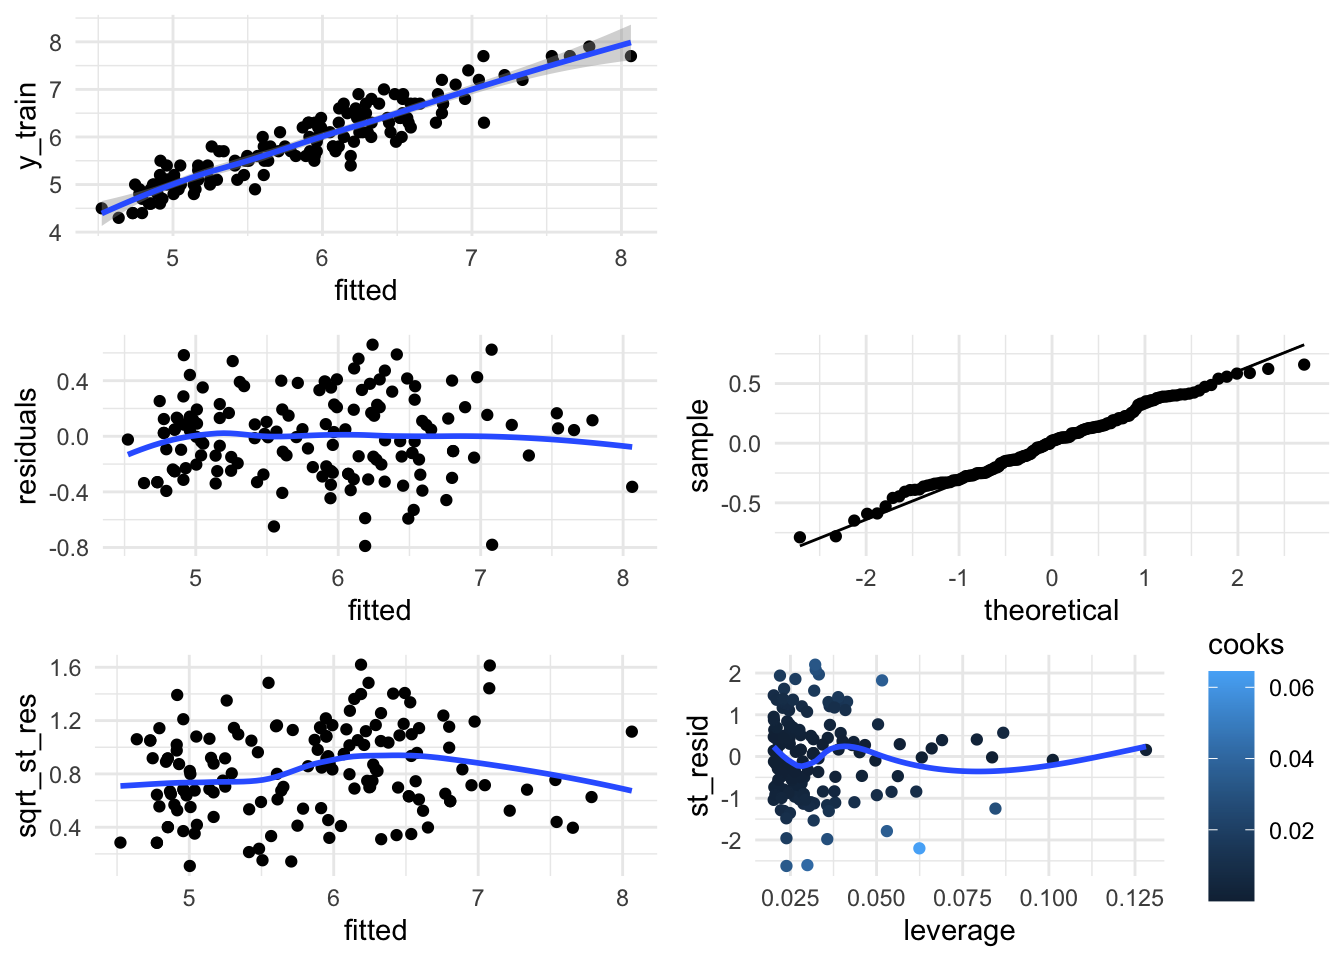 8
7
6
5
4
y_train
5 6 7 8
fitted
0.4
0.0
-0.4
-0.8
residuals
5 6 7 8
fitted
0.5
0.0
-0.5
sample
-2 -1 0 1 2
theoretical
1.6
1.2
0.8
0.4
sqrt_st_res
5 6 7 8
fitted
2
1
0
-1
-2
st_resid
0.025 0.050 0.075 0.100 0.125
leverage
cooks
0.06
0.04
0.02